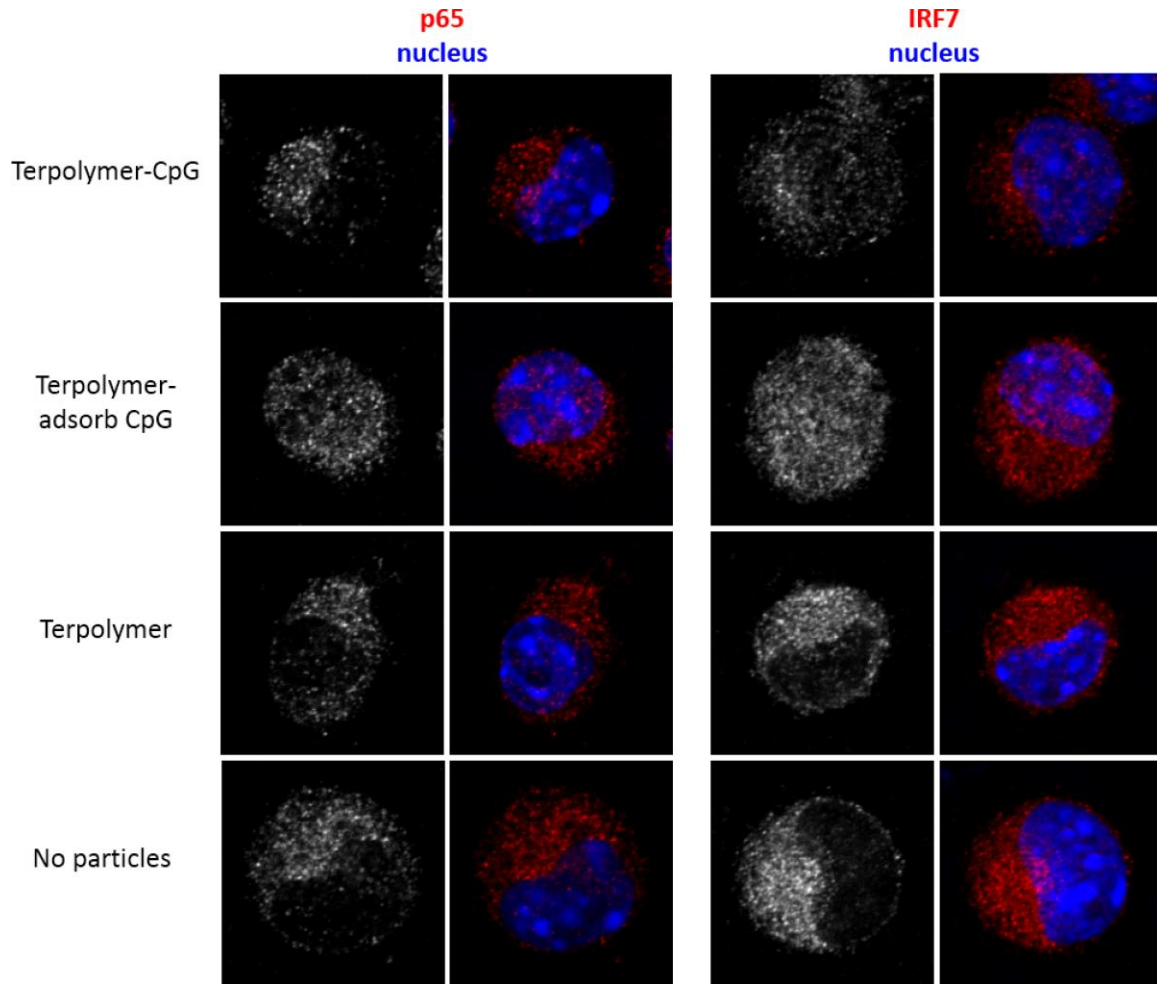 p65
nucleus
IRF7
nucleus
Terpolymer-CpG
Terpolymer-
adsorb CpG
Terpolymer
No particles